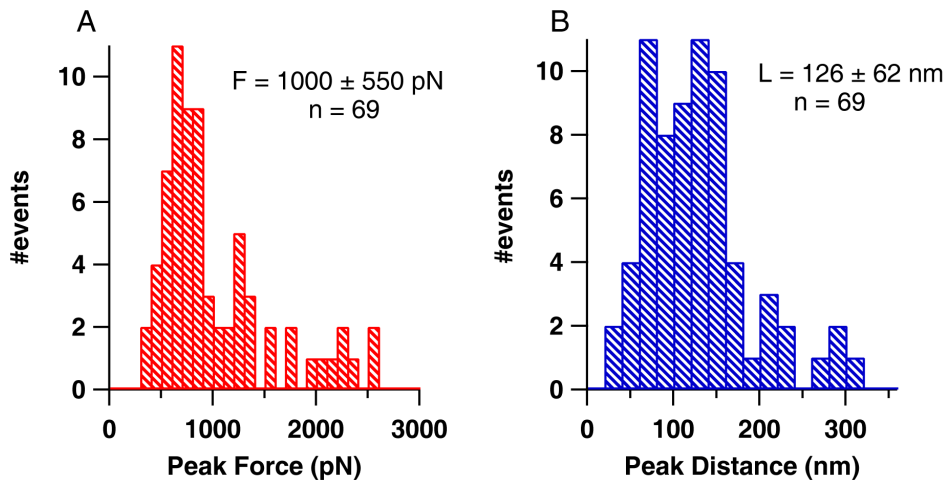 A
F = 1000 ± 550 pN
n = 69
10
8
6
4
2
0
#events
0
1000
2000
3000
Peak Force (pN)
B
L = 126 ± 62 nm
n = 69
10
8
6
4
2
0
#events
0
100
200
300
Peak Distance (nm)